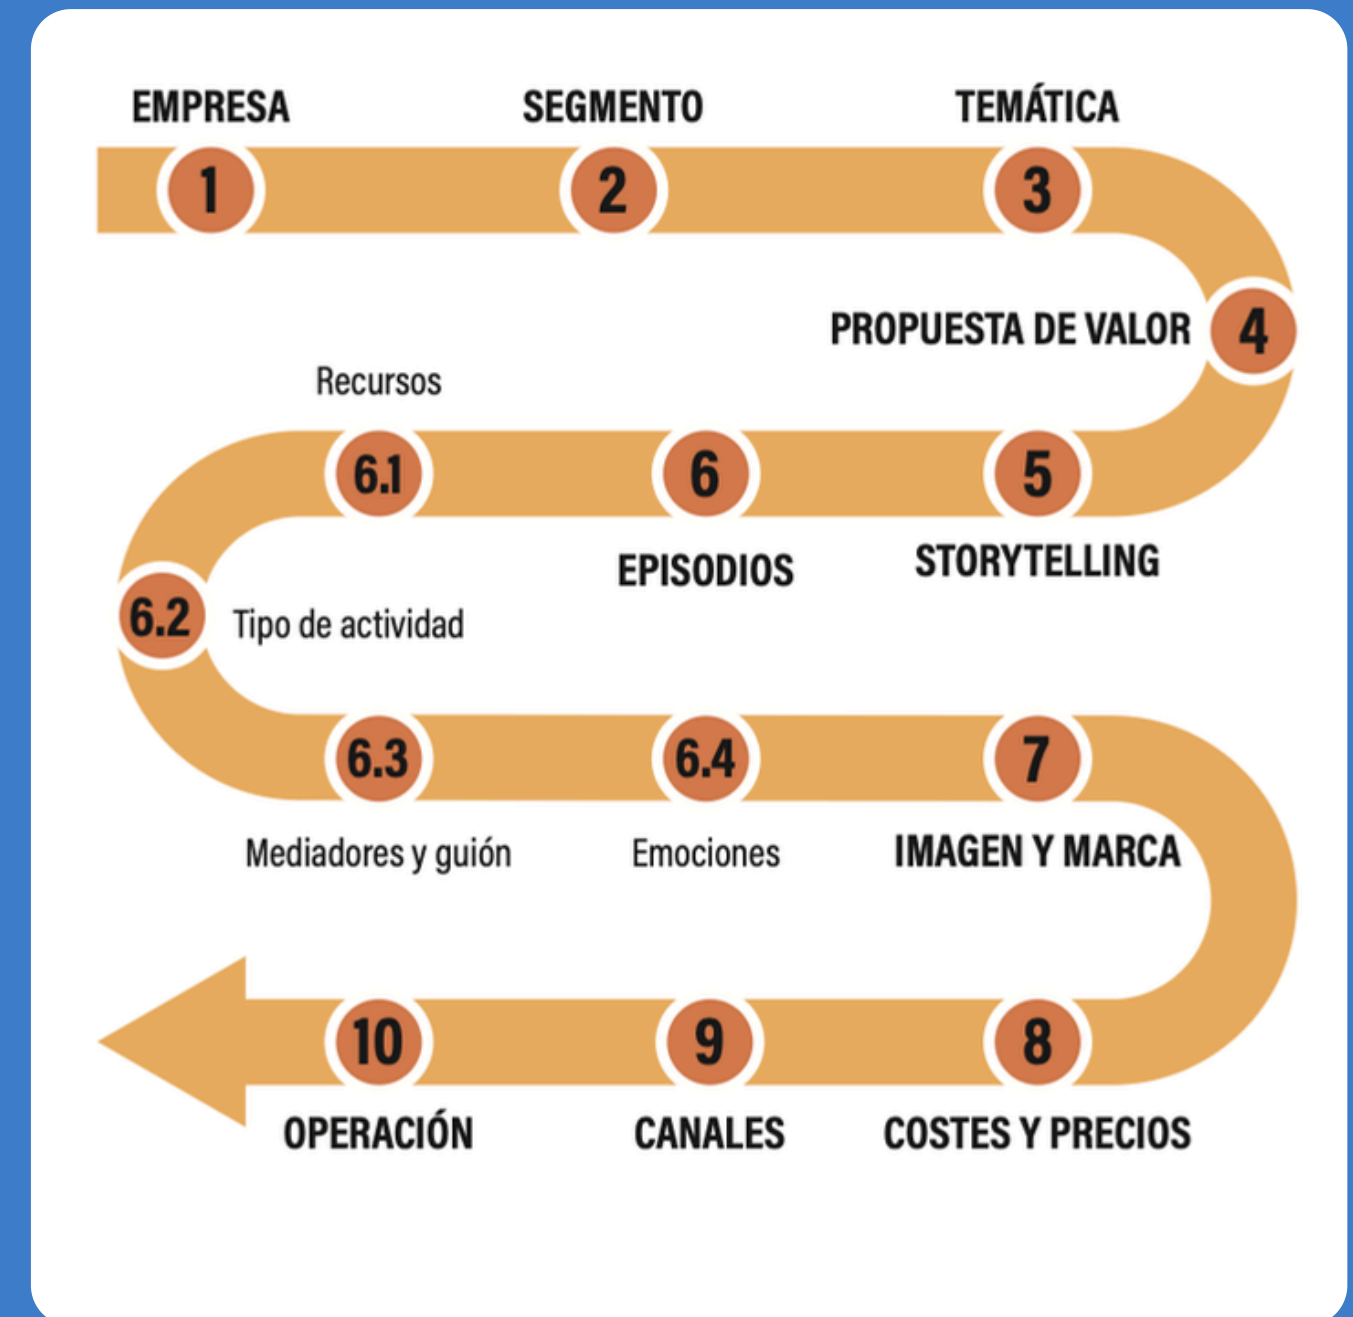 EMPRESA
1
SEGMENTO
2
TEMÁTICA
3
PROPUESTA DE VALOR
4
5
STORYTELLING
6
EPISODIOS
Recursos
6.1
6.2
Tipo de actividad
6.3
Mediadores y guión
6.4
Emociones
7
IMAGEN Y MARCA
8
COSTES Y PRECIOS
9
CANALES
10
OPERACIÓN